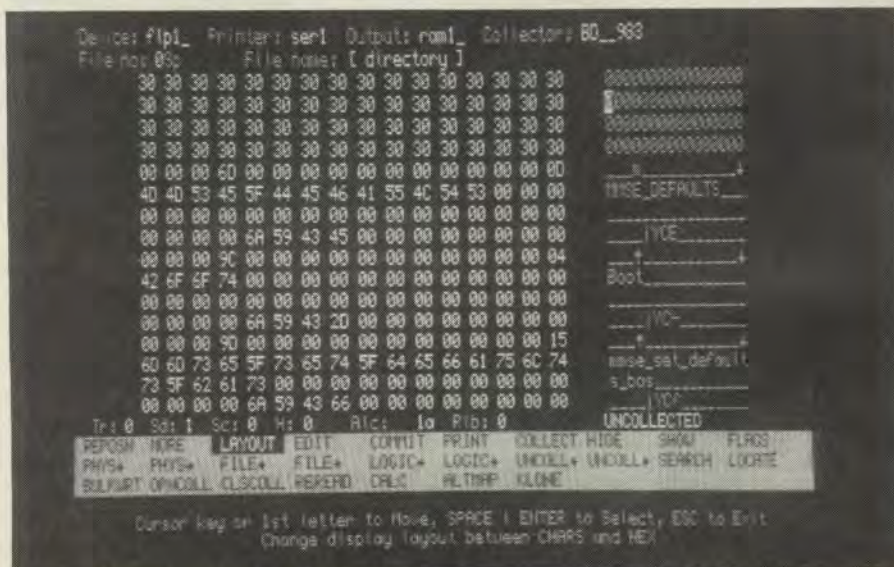 Device: flp1_ Printer: ser1 Output: ram1_ Collector: BD__983
File no: File name: [ directory ]
30 30 30 30 30 30 30 30 30 30 30 30 30 30 30 30 0000000000000000
30 30 30 30 30 30 30 30 30 30 30 30 30 30 30 30 000000000000000
30 30 30 30 30 30 30 30 30 30 30 30 30 30 30 30 0000000000000000
30 30 30 30 30 30 30 30 30 30 30 30 30 30 30 30 0000000000000000
00 00 00 6D 00 00 00 00 00 00 00 00 00 00 00 0D
4D 4D 53 45 5F 44 45 46 41 55 4C 54 53 00 00 00 MMSE_DEFAULTS___
00 00 00 00 00 00 00 00 00 00 00 00 00 00 00 00 ________________
00 00 00 00 6A 59 43 45 00 00 00 00 00 00 00 00
00 00 00 9C 00 00 00 00 00 00 00 00 00 00 00 04
42 6F 6F 74 00 00 00 00 00 00 00 00 00 00 00 00 Boot____________
00 00 00 00 00 00 00 00 00 00 00 00 00 00 00 00 ________________
00 00 00 00 6A 59 43 2D 00 00 00 00 00 00 00 00
00 00 00 9D 00 00 00 00 00 00 00 00 00 00 00 15
6D 6D 73 65 5F 73 65 74 5F 64 65 66 61 75 6C 74 mmse_set_default
73 5F 62 61 73 00 00 00 00 00 00 00 00 00 00 00 s_bas___________
00 00 00 00 6A 59 43 66 00 00 00 00 00 00 00 00
Tr: 0 Sd: 1 Sc: 0 H: 0 Alc: 1a Rib: 0 UNCOLLECTED
REPOSN MORE LAYOUT EDIT COMMIT PRINT COLLECT HIDE SHOW FLAGS
PHYS PHYS FILE FILE LOGIC LOGIC UNCOLL UNCOLL SEARCH LOCATE
BULKWRT OPNCOLL CLSCOLL REREAD CALC ALTMAP KLONE
Cursor key or 1st letter to Move, SPACE | ENTER to Select, ESC to Exit
Change display layout between CHARS and HEX